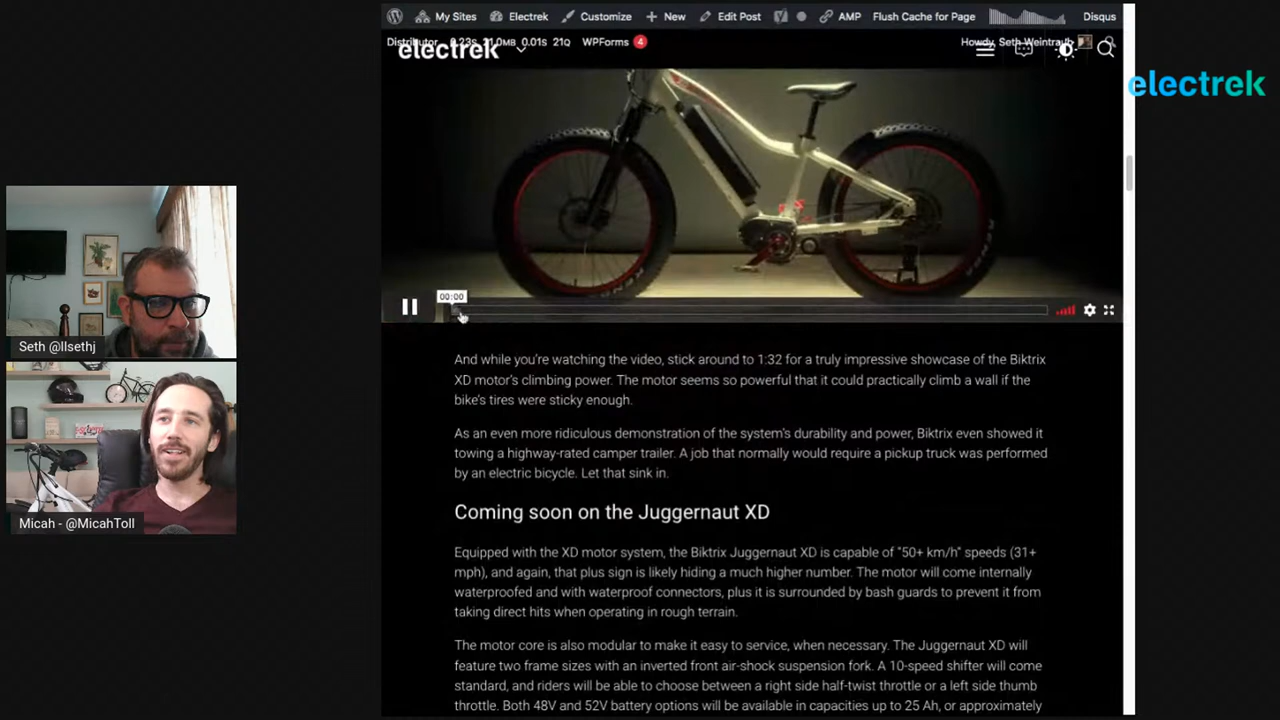 My Sites Electrek Customize New Edit Post AMP Flush Cache for Page Disqus
Distributor 0.23s 0.01s 21Q WPForms 4 Howdy, Seth Weintraub
electrek
electrek
00:00
Seth @llsethj
Micah - @MicahToll
And while you're watching the video, stick around to 1:32 for a truly impressive showcase of the Biktrix
XD motor's climbing power. The motor seems so powerful that it could practically climb a wall if the
bike's tires were sticky enough.
As an even more ridiculous demonstration of the system's durability and power, Biktrix even showed it
towing a highway-rated camper trailer. A job that normally would require a pickup truck was performed
by an electric bicycle. Let that sink in.
Coming soon on the Juggernaut XD
Equipped with the XD motor system, the Biktrix Juggernaut XD is capable of "50+ km/h" speeds (31+
mph), and again, that plus sign is likely hiding a much higher number. The motor will come internally
waterproofed and with waterproof connectors, plus it is surrounded by bash guards to prevent it from
taking direct hits when operating in rough terrain.
The motor core is also modular to make it easy to service, when necessary. The Juggernaut XD will
feature two frame sizes with an inverted front air-shock suspension fork. A 10-speed shifter will come
standard, and riders will be able to choose between a right side half-twist throttle or a left side thumb
throttle. Both 48V and 52V battery options will be available in capacities up to 25 Ah, or approximately